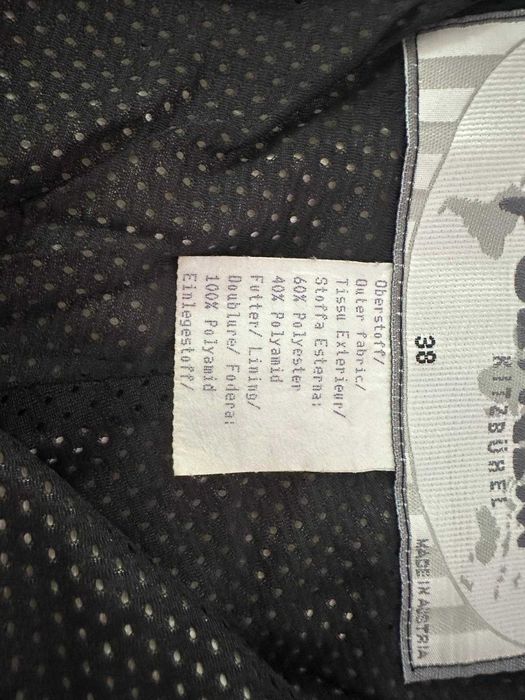 KITZBÜHEL
38
MADE IN AUSTRIA
Oberstoff/
Outer fabric/
Tissu Exterieur/
Stoffa Esterna:
60% Polyester
40% Polyamid
Futter/ Lining/
Doublure/ Fodera:
100% Polyamid
Einlegestoff/